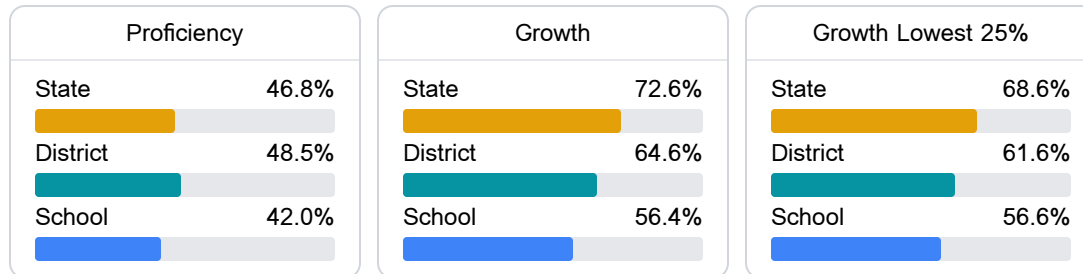 Proficiency
State 46.8%
District 48.5%
School 42.0%
Growth
State 72.6%
District 64.6%
School 56.4%
Growth Lowest 25%
State 68.6%
District 61.6%
School 56.6%